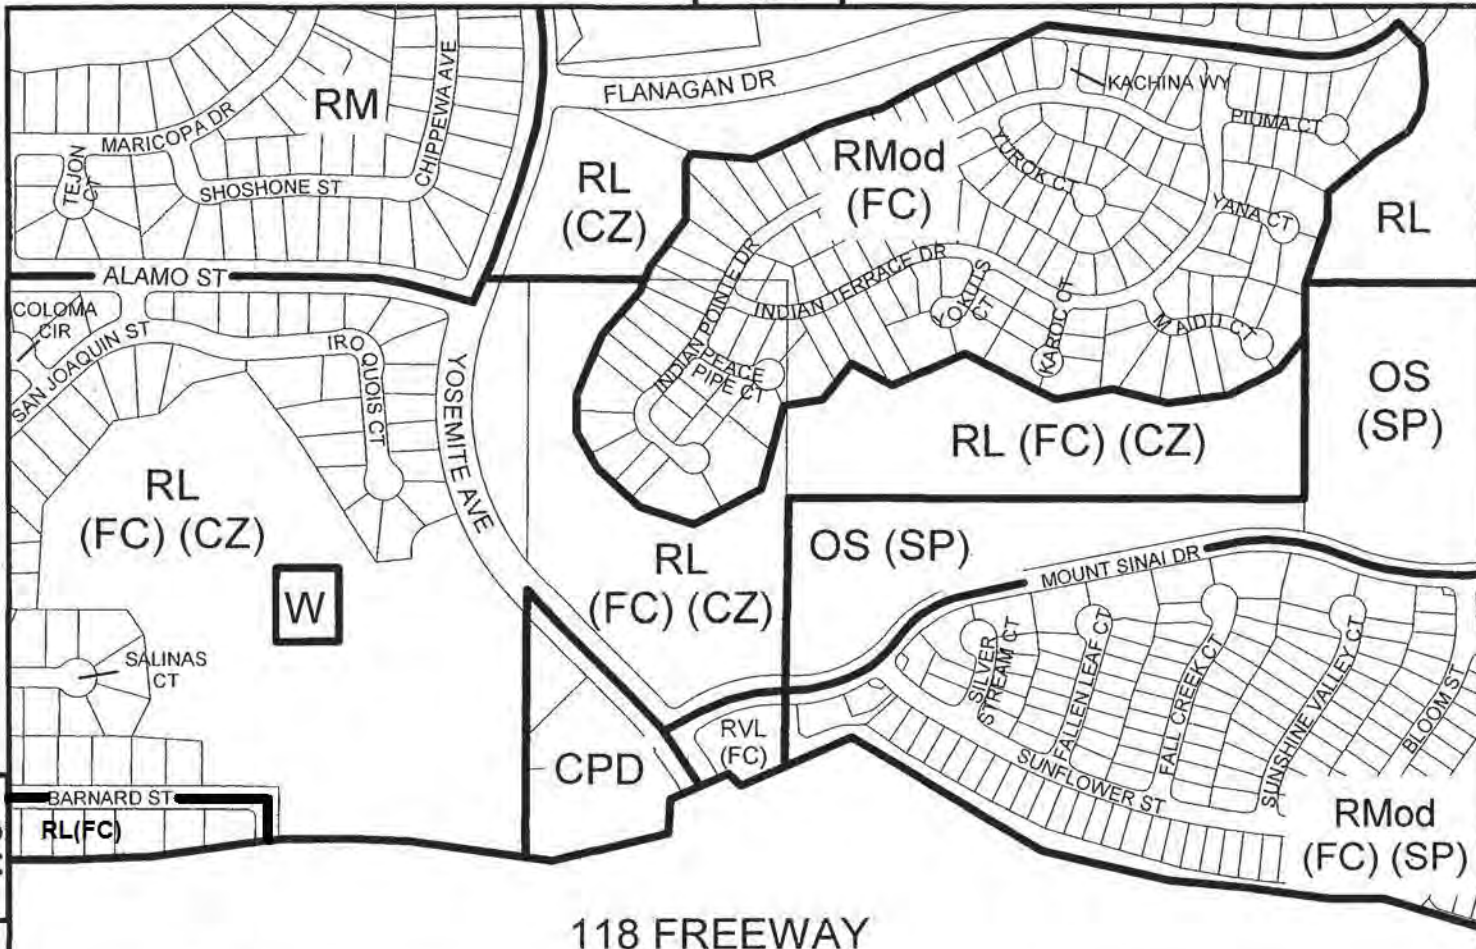 FLANAGAN DR
KACHINA WY
CHIPPEWA AVE
RM
MARICOPA DR
PIUMA CT
TEJON
CT
SHOSHONE ST
RMod
(FC)
YUROK CT
RL
(CZ)
YANA CT
RL
ALAMO ST
INDIAN POINTE DR
INDIAN TERRACE DR
COLOMA
CIR
SAN JOAQUIN ST
IROQUOIS CT
YOKUTS
CT
KAROC CT
MAIDU CT
PEACE
PIPE CT
YOSEMITE AVE
OS
(SP)
RL (FC) (CZ)
RL
(FC) (CZ)
OS (SP)
RL
(FC) (CZ)
MOUNT SINAI DR
W
SILVER
STREAM CT
FALLEN LEAF CT
FALL CREEK CT
SUNSHINE VALLEY CT
BLOOM ST
SALINAS
CT
RVL
(FC)
CPD
SUNFLOWER ST
BARNARD ST
RL(FC)
RMod
(FC) (SP)
118 FREEWAY